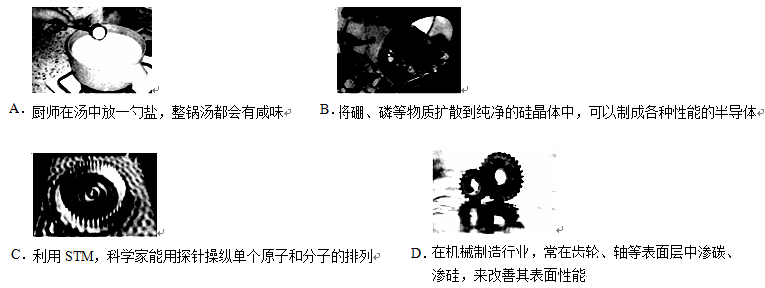 A. 厨师在汤中放一勺盐，整锅汤都会有咸味
B. 将硼、磷等物质扩散到纯净的硅晶体中，可以制成各种性能的半导体
C. 利用 STM，科学家能用探针操纵单个原子和分子的排列
D. 在机械制造行业，常在齿轮、轴等表面层中渗碳、
渗硅，来改善其表面性能